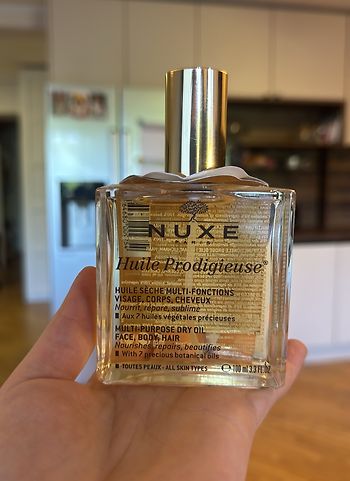 NUXE
PARIS
Huile Prodigieuse®
HUILE SÈCHE MULTI-FONCTIONS
VISAGE, CORPS, CHEVEUX
Nourrit, répare, sublime
■ Aux 7 huiles végétales précieuses
MULTI-PURPOSE DRY OIL
FACE, BODY, HAIR
Nourishes, repairs, beautifies
■ With 7 precious botanical oils
■ TOUTES PEAUX - ALL SKIN TYPES
℮ 100 ml 3.3 FL.OZ